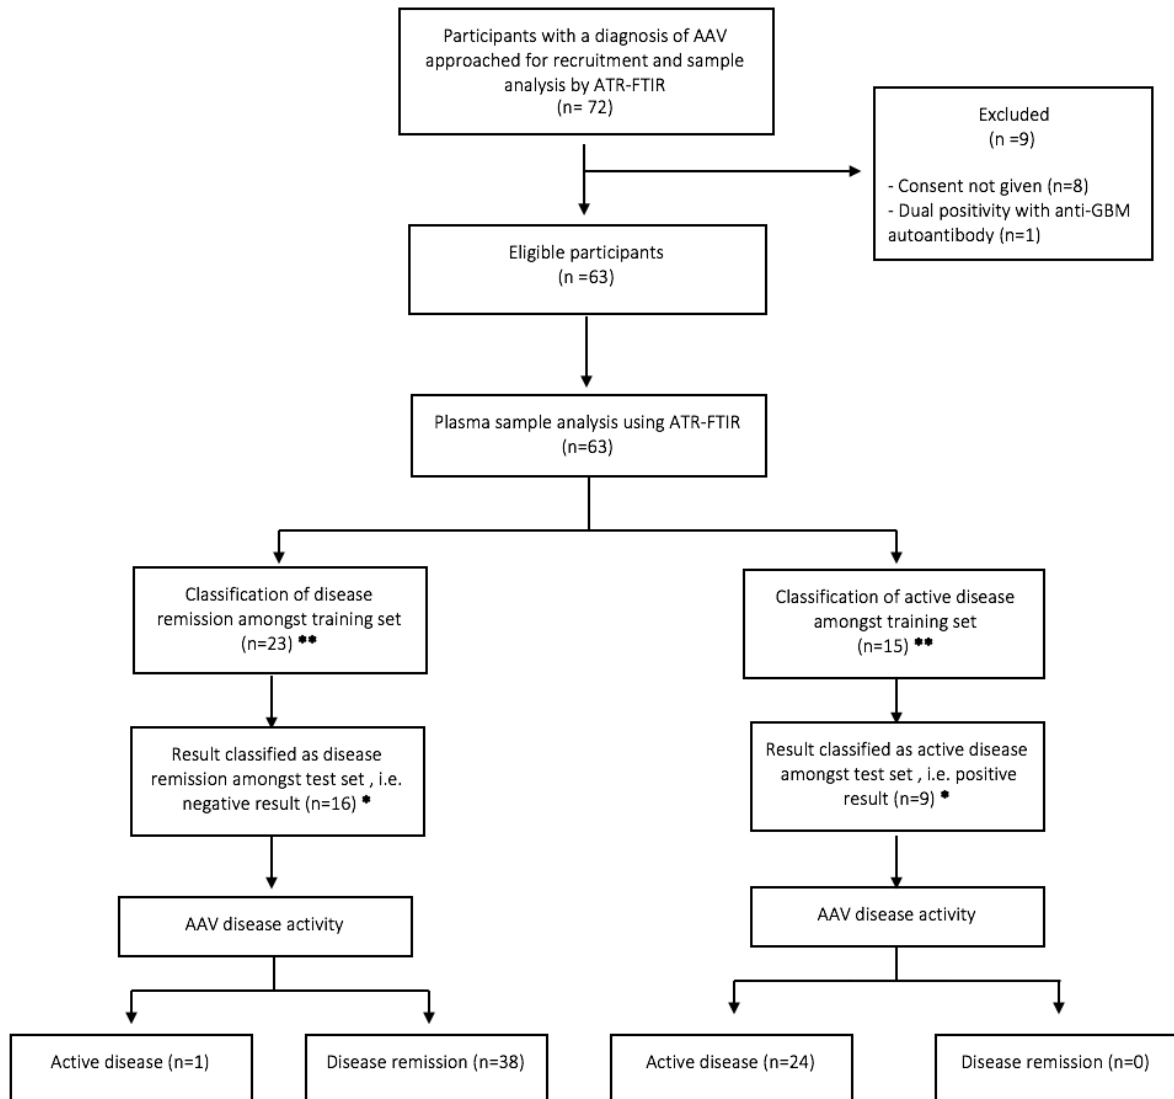 Participants with a diagnosis of AAV
approached for recruitment and sample
analysis by ATR-FTIR
(n= 72)
Excluded
(n =9)
- Consent not given (n=8)
- Dual positivity with anti-GBM
autoantibody (n=1)
Eligible participants
(n =63)
Plasma sample analysis using ATR-FTIR
(n=63)
Classification of disease
remission amongst training set
(n=23) **
Classification of active disease
amongst training set
(n=15) **
Result classified as disease
remission amongst test set , i.e.
negative result (n=16) *
Result classified as active disease
amongst test set , i.e. positive
result (n=9) *
AAV disease activity
AAV disease activity
Active disease (n=1)
Disease remission (n=38)
Active disease (n=24)
Disease remission (n=0)